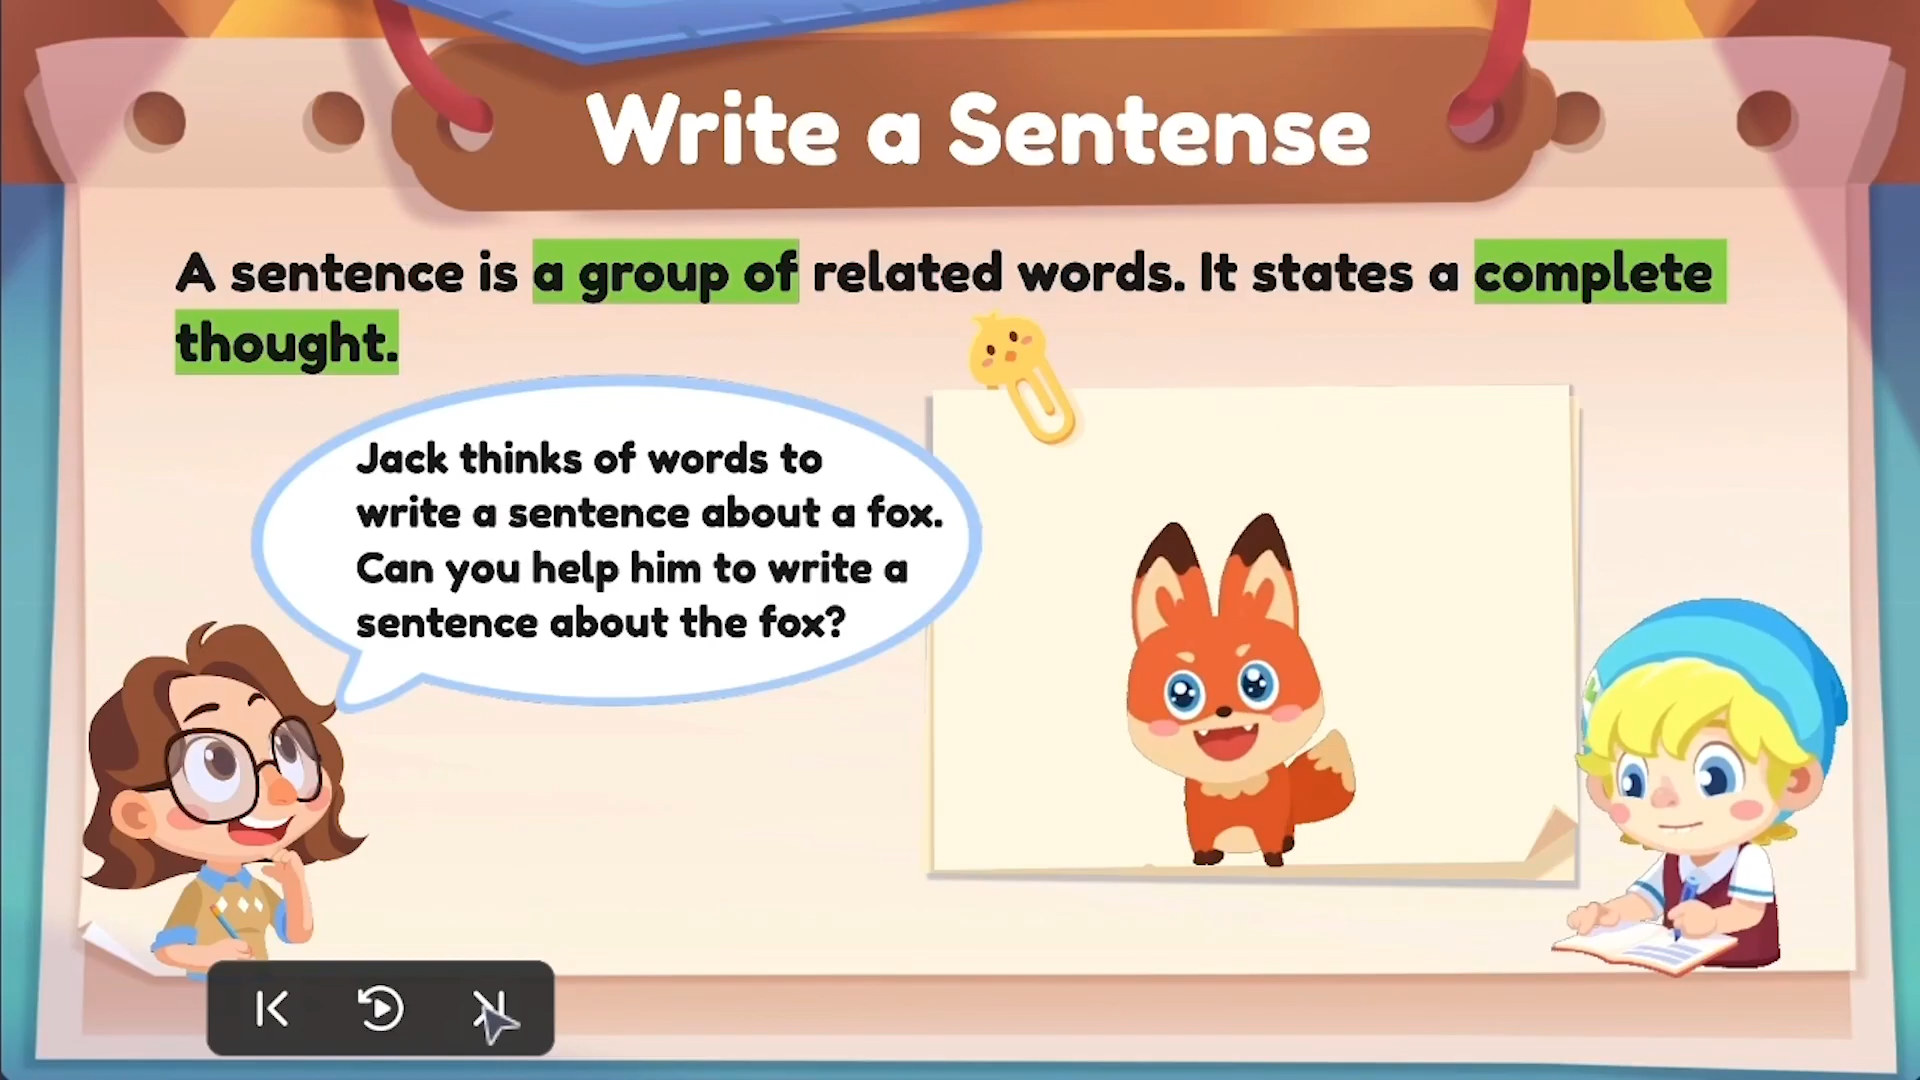 Write a Sentense
A sentence is a group of related words. It states a complete
thought.
Jack thinks of words to
write a sentence about a fox.
Can you help him to write a
sentence about the fox?